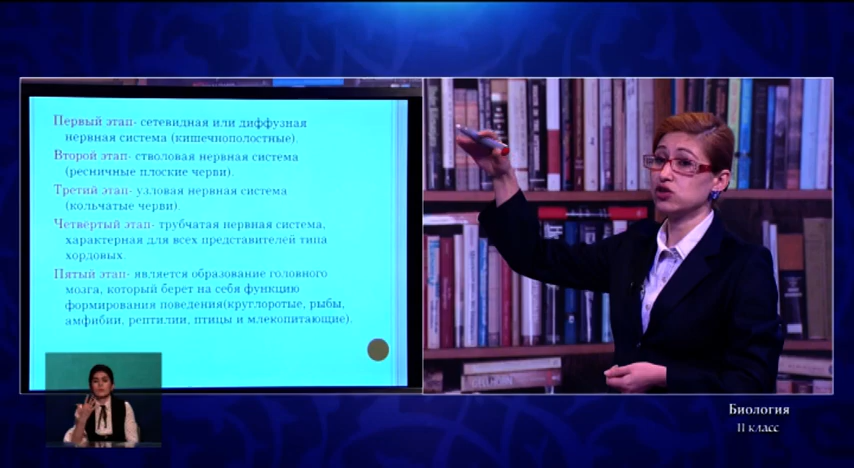 Первый этап- сетевидная или диффузная
нервная система (кишечнополостные).
Второй этап- стволовая нервная система
(ресничные плоские черви).
Третий этап- узловая нервная система
(кольчатые черви).
Четвёртый этап- трубчатая нервная система,
характерная для всех представителей типа
хордовых.
Пятый этап- является образование головного
мозга, который берет на себя функцию
формирования поведения(круглоротые, рыбы,
амфибии, рептилии, птицы и млекопитающие).
Биология
11 класс